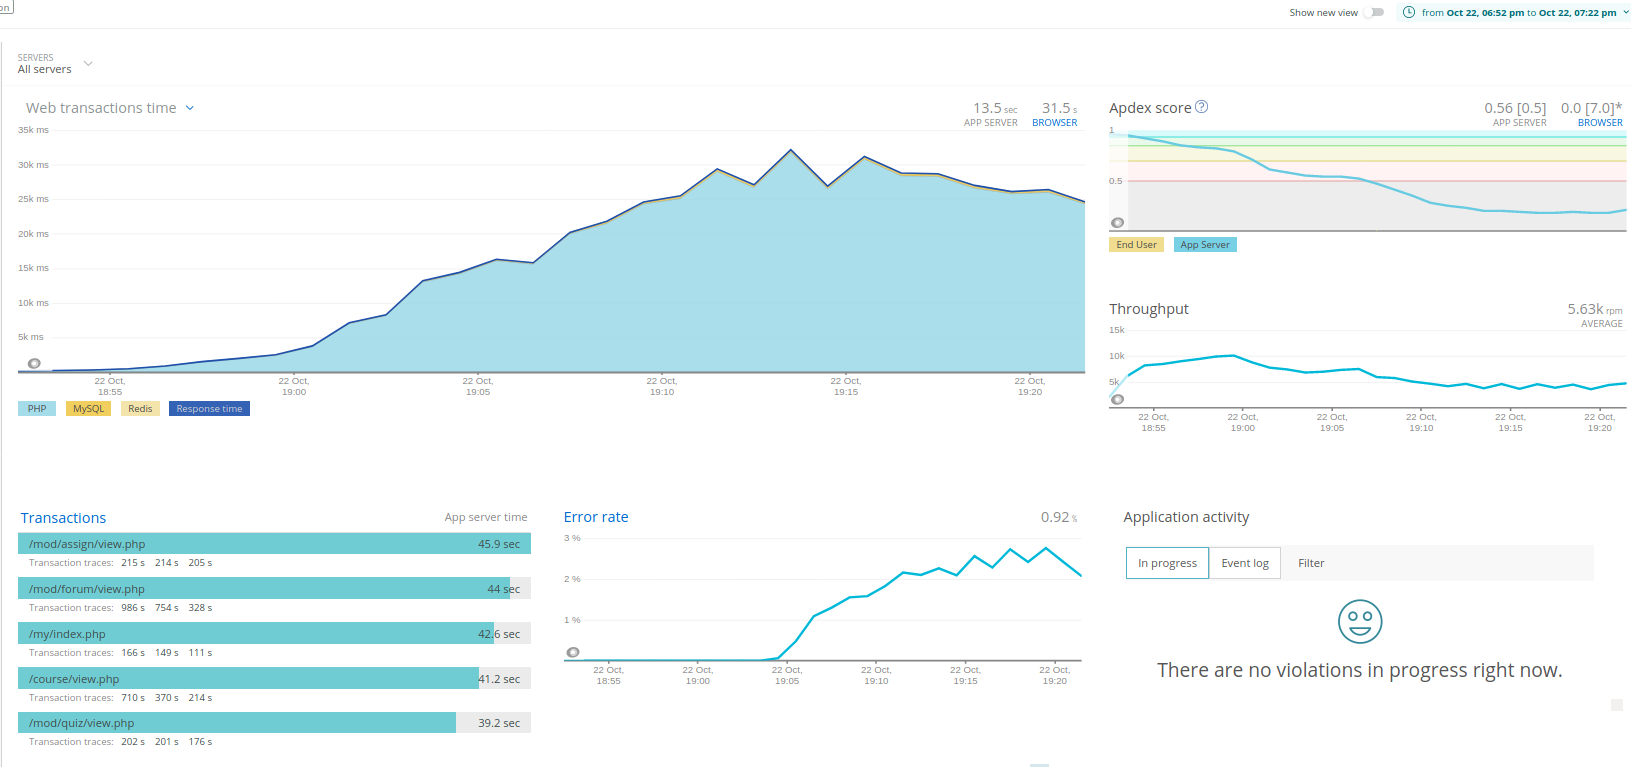 on
Show new view
from Oct 22, 06:52 pm to Oct 22, 07:22 pm
SERVERS
All servers
Web transactions time
13.5 sec
APP SERVER
31.5 s
BROWSER
35k ms
30k ms
25k ms
20k ms
15k ms
10k ms
5k ms
22 Oct,
18:55
22 Oct,
19:00
22 Oct,
19:05
22 Oct,
19:10
22 Oct,
19:15
22 Oct,
19:20
PHP MySQL Redis Response time
Apdex score ?
0.56 [0.5]
APP SERVER
0.0 [7.0]*
BROWSER
1
0.5
End User App Server
Throughput
5.63k rpm
AVERAGE
15k
10k
5k
22 Oct,
18:55
22 Oct,
19:00
22 Oct,
19:05
22 Oct,
19:10
22 Oct,
19:15
22 Oct,
19:20
Transactions
App server time
/mod/assign/view.php 45.9 sec
Transaction traces: 215 s 214 s 205 s
/mod/forum/view.php 44 sec
Transaction traces: 986 s 754 s 328 s
/my/index.php 42.6 sec
Transaction traces: 166 s 149 s 111 s
/course/view.php 41.2 sec
Transaction traces: 710 s 370 s 214 s
/mod/quiz/view.php 39.2 sec
Transaction traces: 202 s 201 s 176 s
Error rate
0.92 %
3 %
2 %
1 %
22 Oct,
18:55
22 Oct,
19:00
22 Oct,
19:05
22 Oct,
19:10
22 Oct,
19:15
22 Oct,
19:20
Application activity
In progress Event log Filter
There are no violations in progress right now.